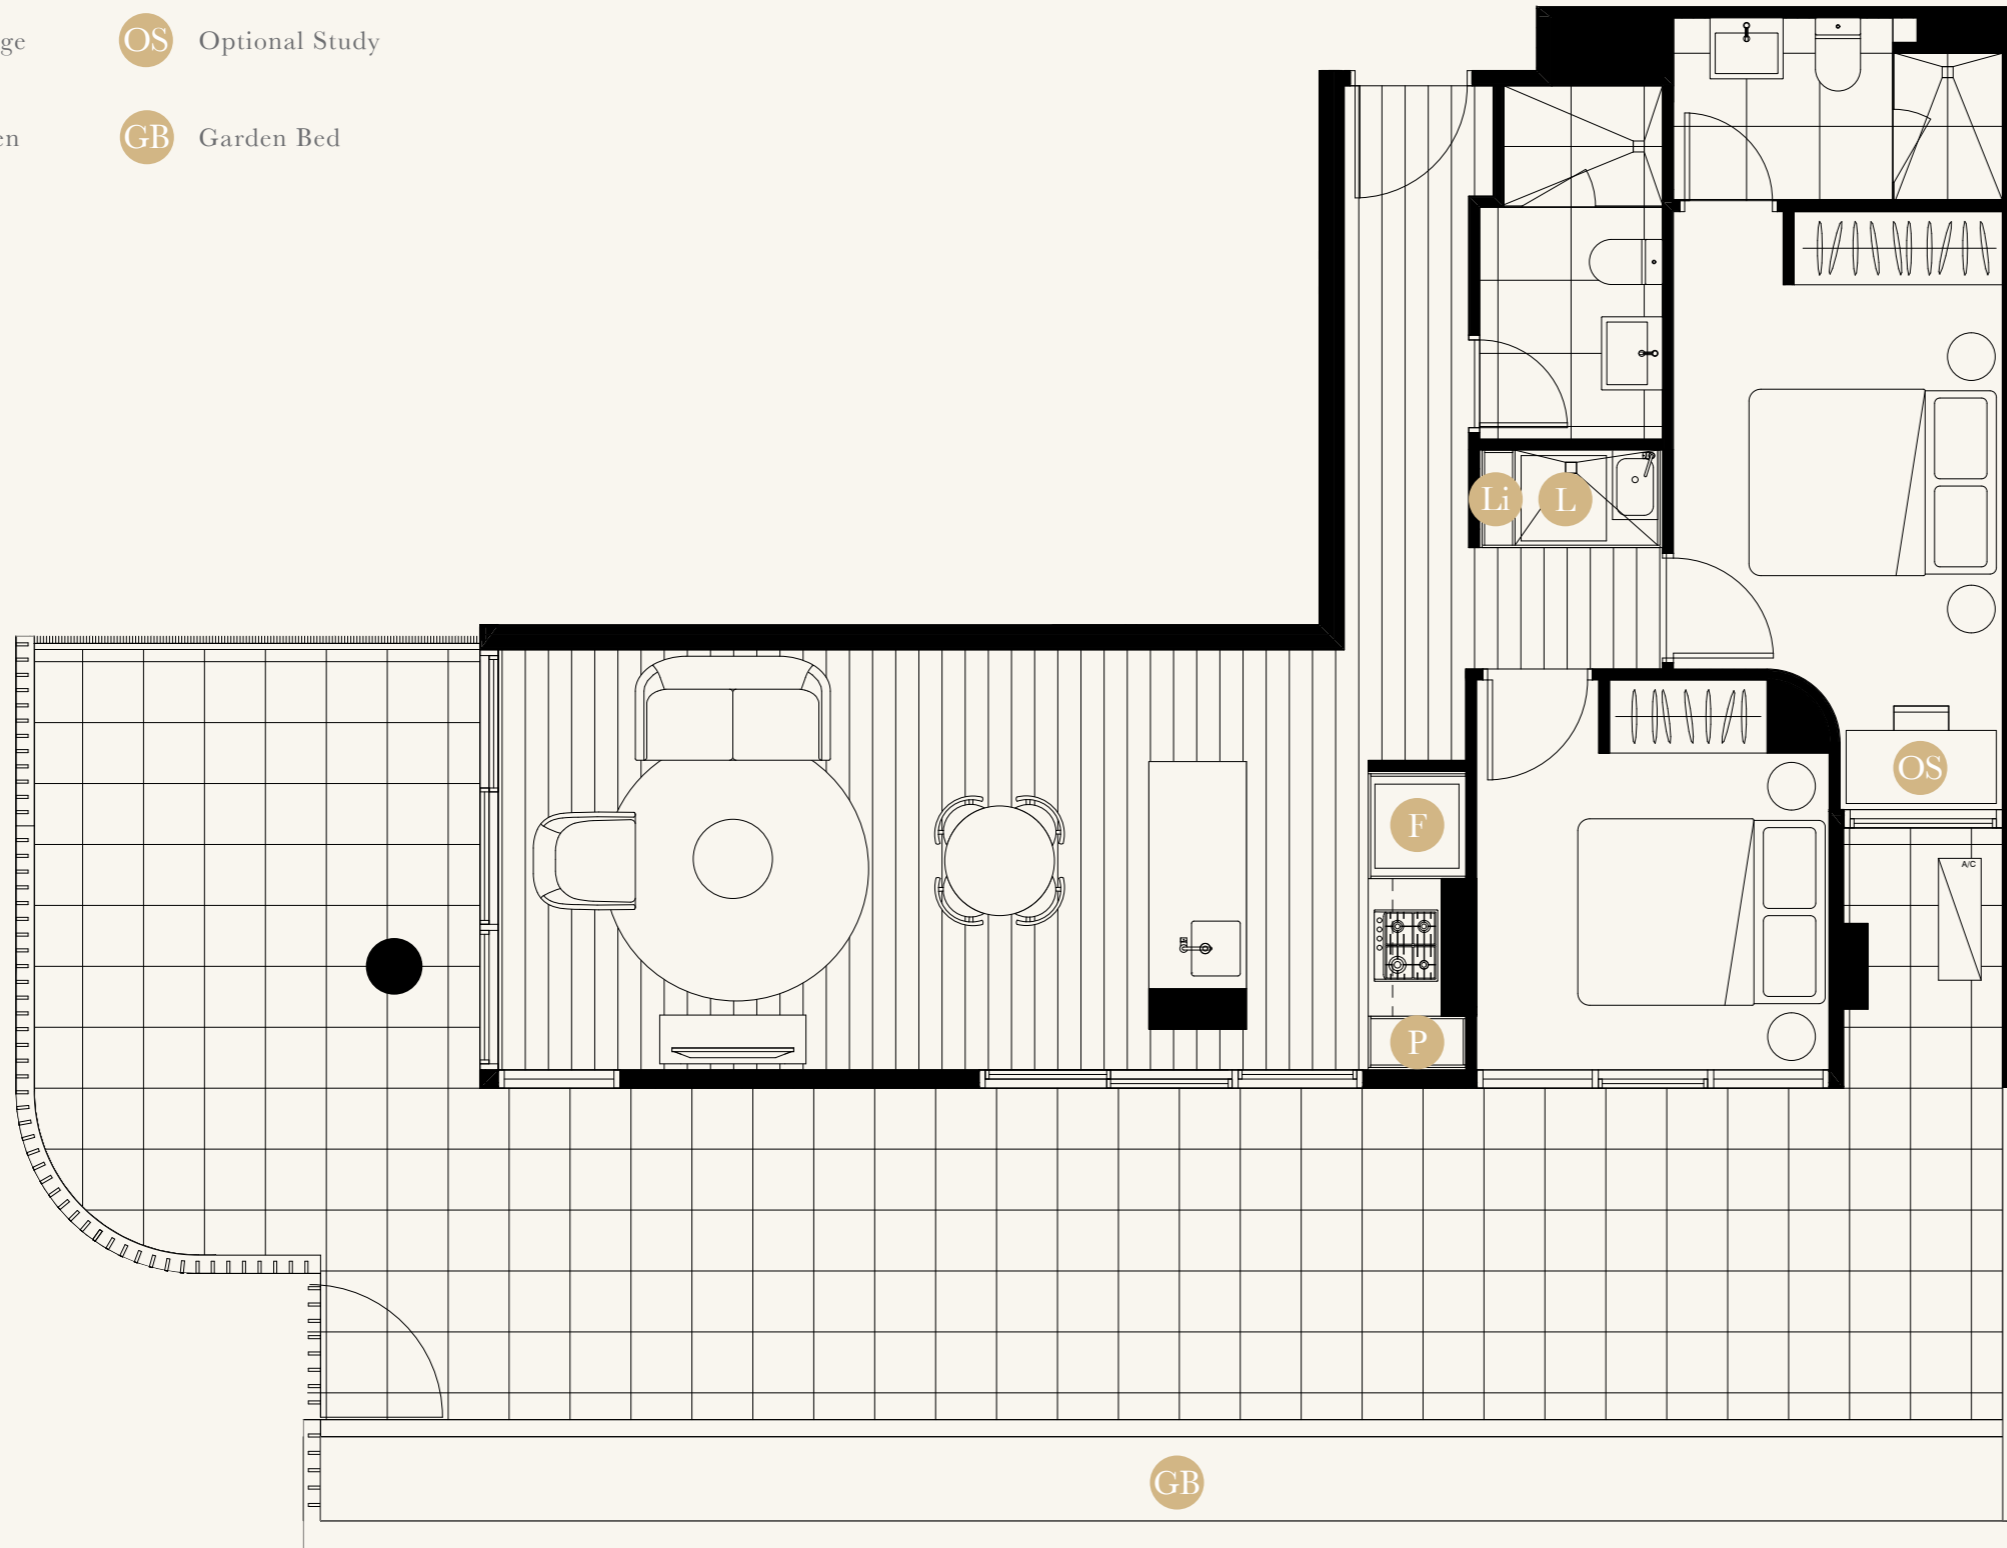 ge
OS Optional Study
en
GB Garden Bed
Li
L
OS
A/C
F
P
GB